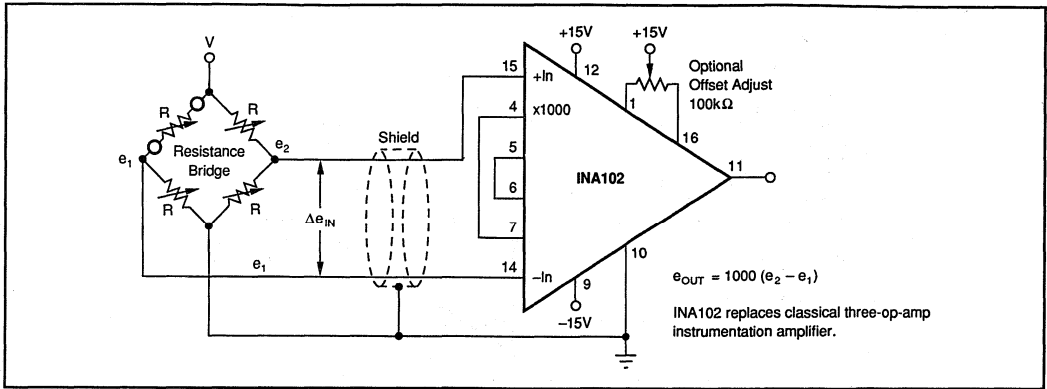 V
R
R
e1
e2
Resistance
Bridge
R
R
ΔeIN
e1
Shield
15
+In
4
x1000
5
6
7
14
–In
INA102
+15V
12
+15V
Optional
Offset Adjust
100kΩ
1
16
11
10
9
–15V
eOUT = 1000 (e2 – e1)
INA102 replaces classical three-op-amp
instrumentation amplifier.